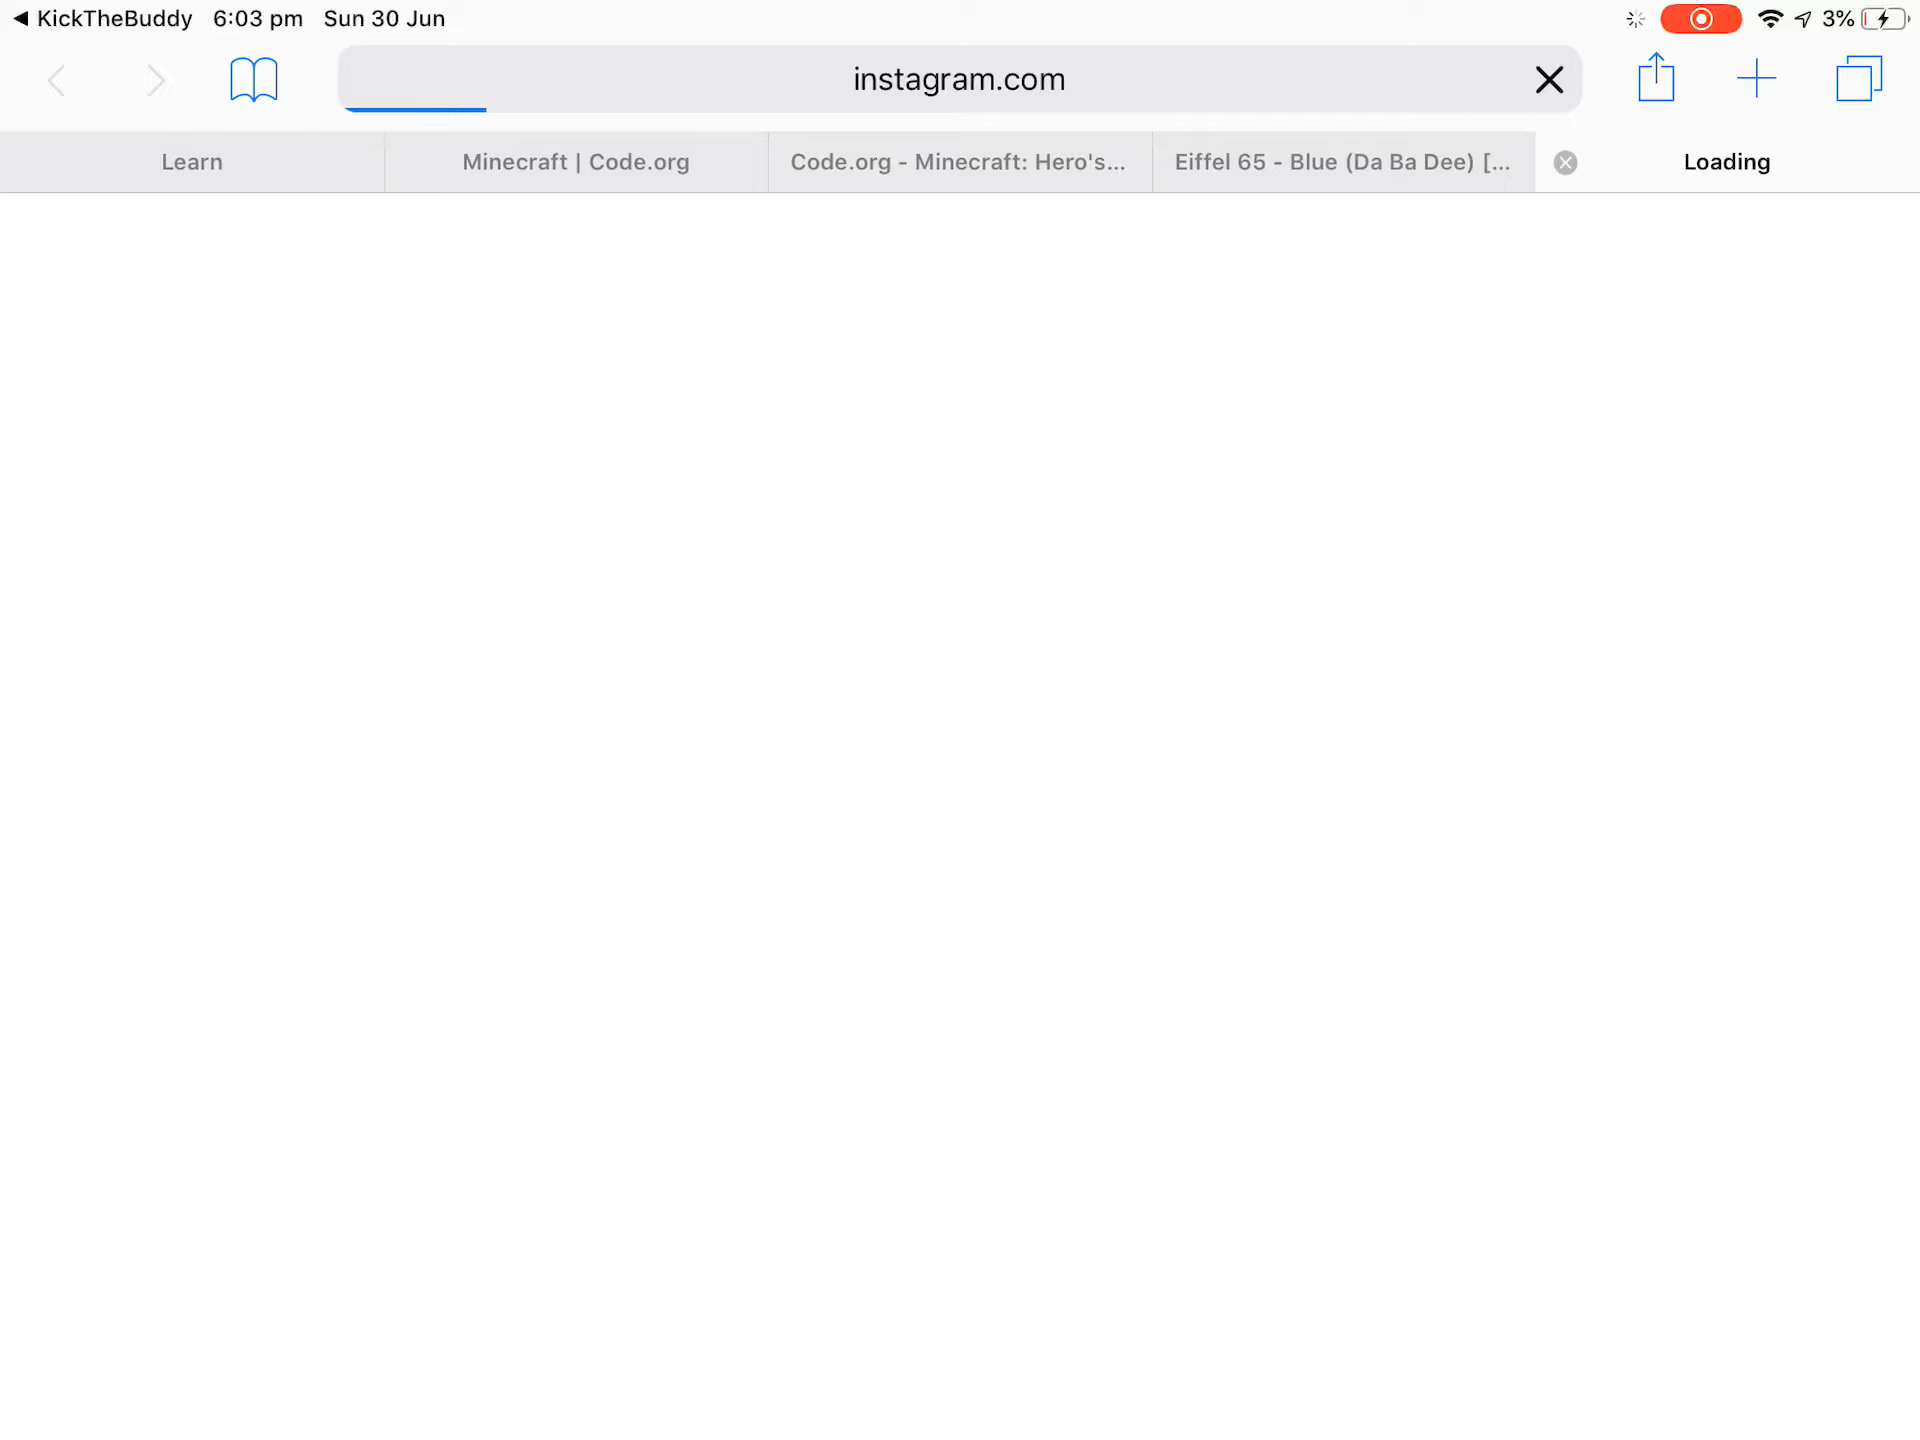 KickTheBuddy 6:03 pm Sun 30 Jun 3%
instagram.com
Learn Minecraft | Code.org Code.org - Minecraft: Hero's... Eiffel 65 - Blue (Da Ba Dee) [... Loading